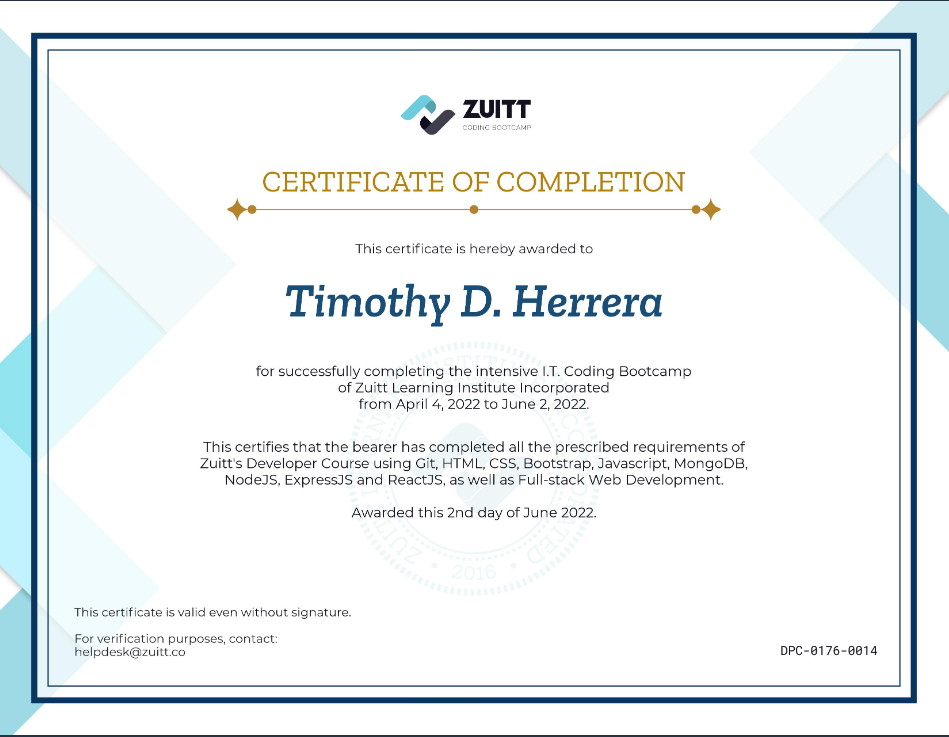 ZUITT
CODING BOOTCAMP
CERTIFICATE OF COMPLETION
This certificate is hereby awarded to
Timothy D. Herrera
for successfully completing the intensive I.T. Coding Bootcamp
of Zuitt Learning Institute Incorporated
from April 4, 2022 to June 2, 2022.
This certifies that the bearer has completed all the prescribed requirements of
Zuitt's Developer Course using Git, HTML, CSS, Bootstrap, Javascript, MongoDB,
NodeJS, ExpressJS and ReactJS, as well as Full-stack Web Development.
Awarded this 2nd day of June 2022.
2016
This certificate is valid even without signature.
For verification purposes, contact:
helpdesk@zuitt.co
DPC-0176-0014